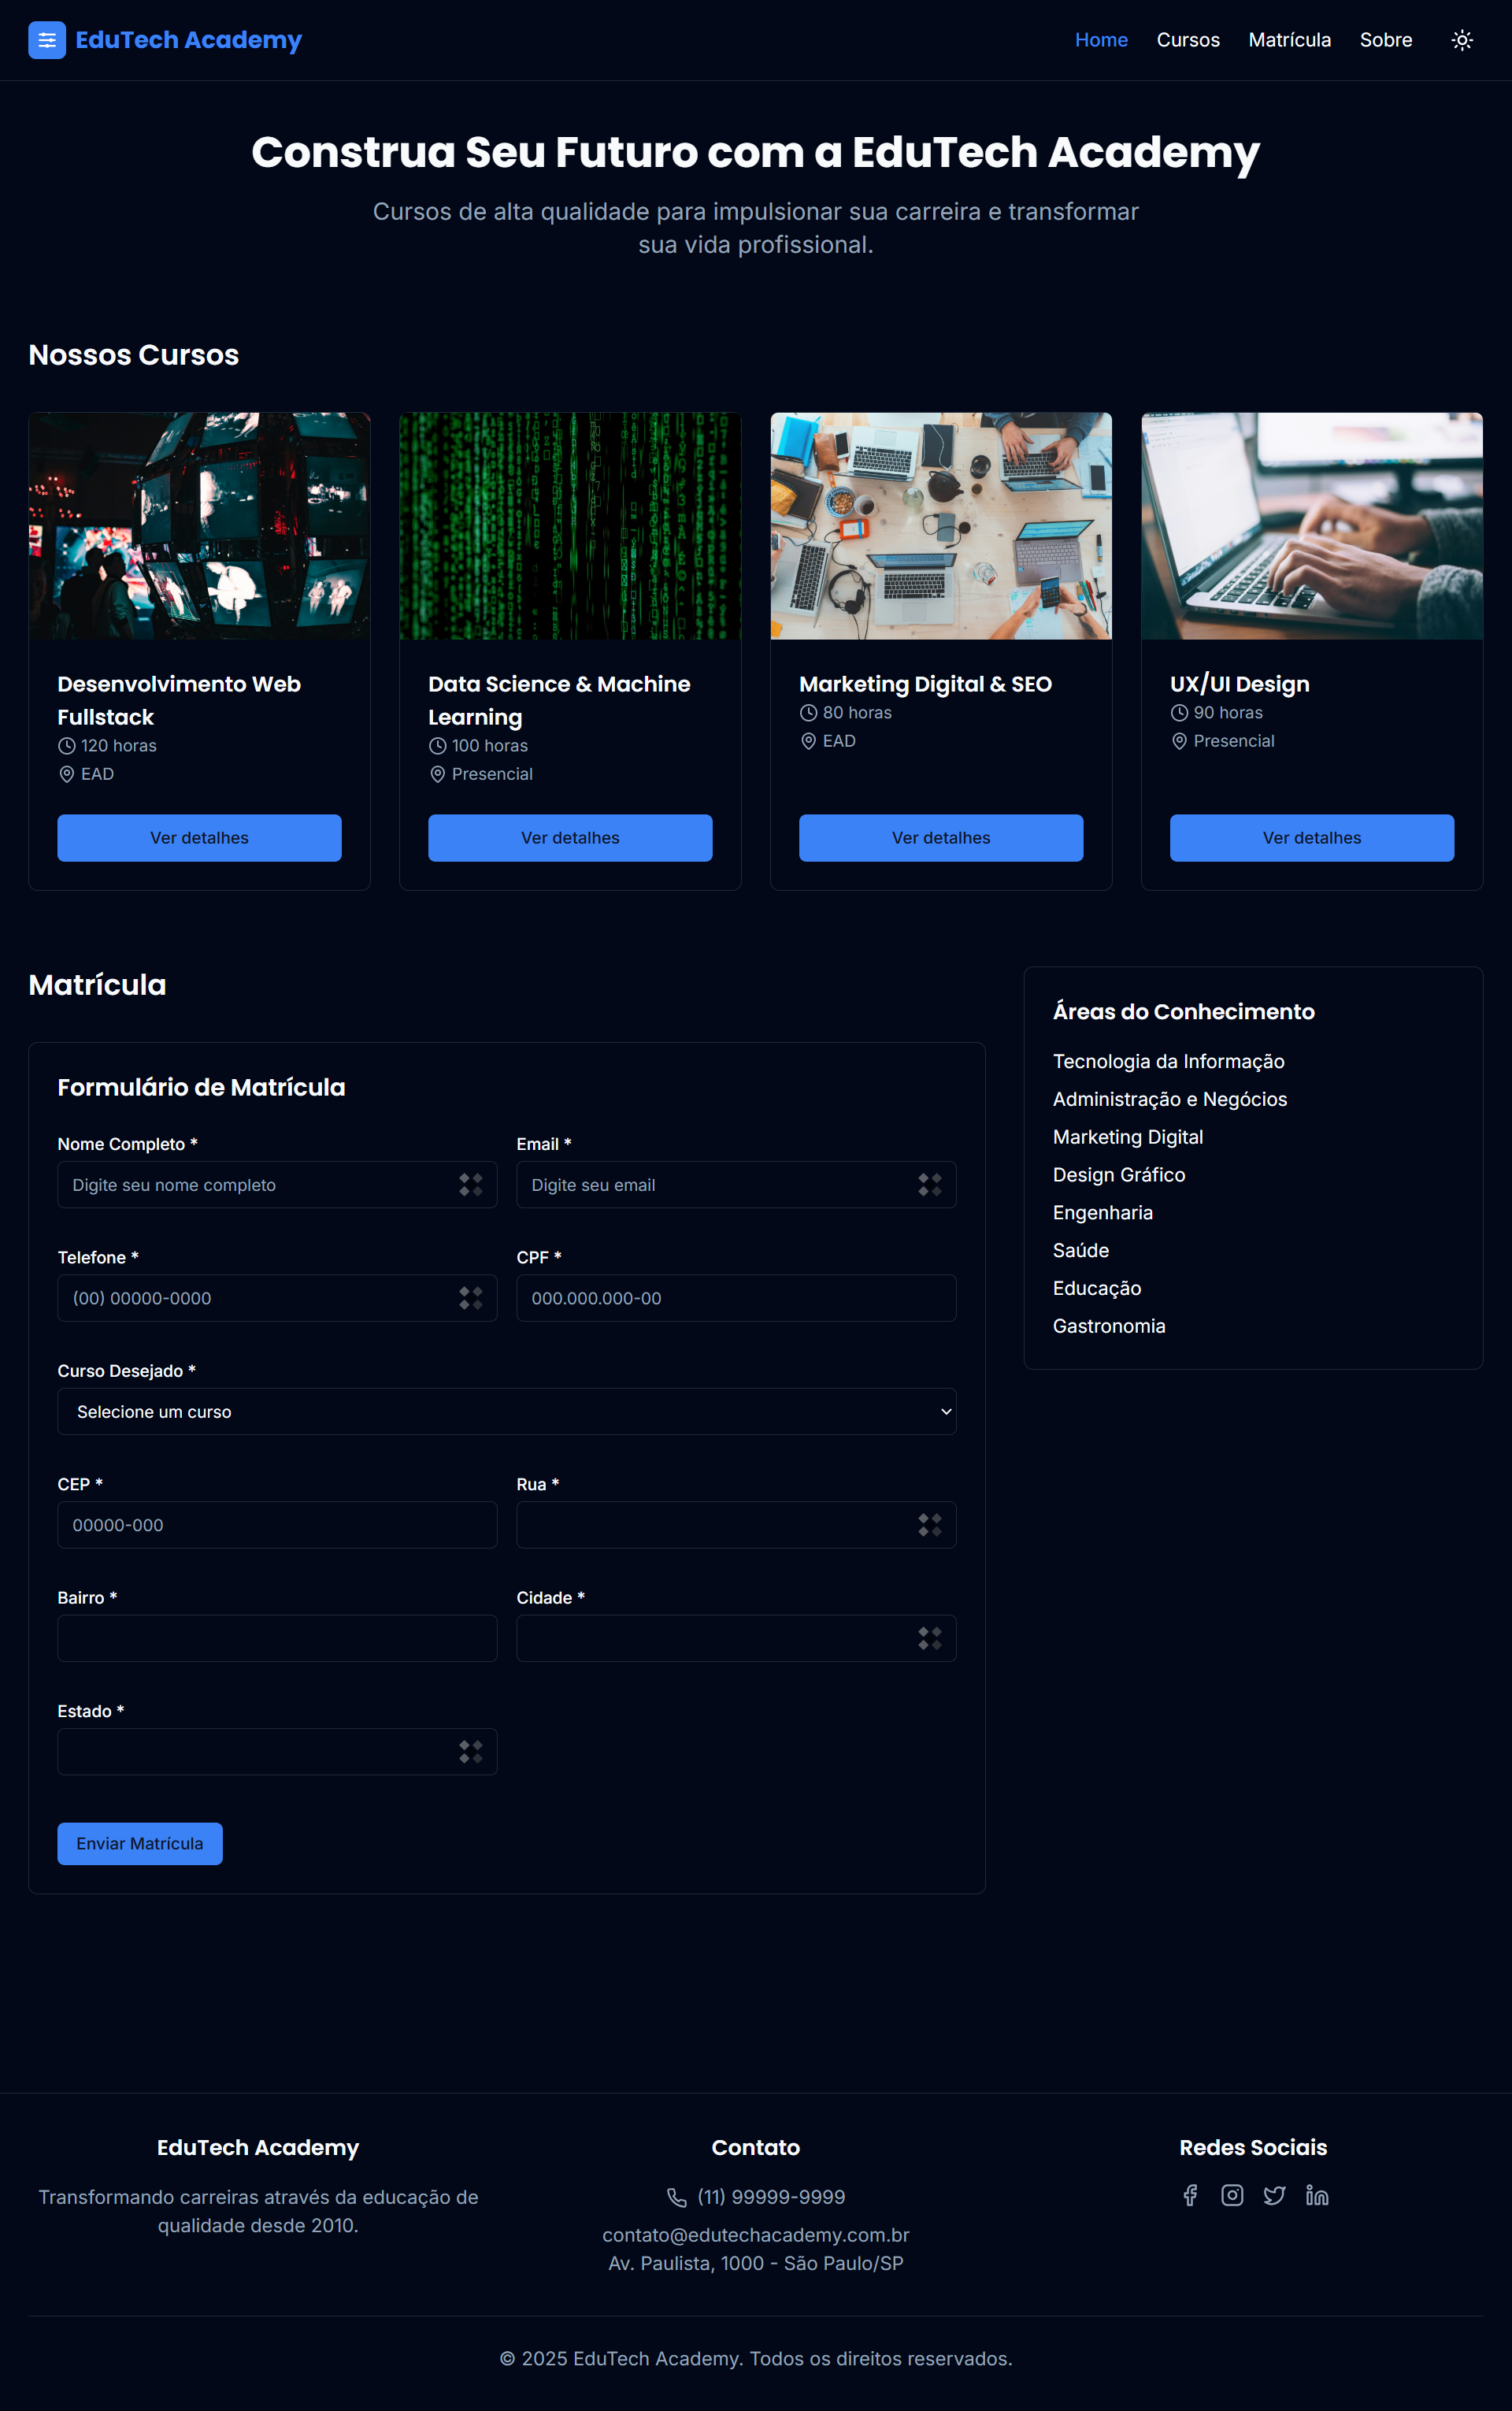 EduTech Academy
Home
Cursos
Matrícula
Sobre
Construa Seu Futuro com a EduTech Academy
Cursos de alta qualidade para impulsionar sua carreira e transformar
sua vida profissional.
Nossos Cursos
Desenvolvimento Web
Fullstack
120 horas
EAD
Ver detalhes
Data Science & Machine
Learning
100 horas
Presencial
Ver detalhes
Marketing Digital & SEO
80 horas
EAD
Ver detalhes
UX/UI Design
90 horas
Presencial
Ver detalhes
Matrícula
Formulário de Matrícula
Nome Completo *
Digite seu nome completo
Email *
Digite seu email
Telefone *
(00) 00000-0000
CPF *
000.000.000-00
Curso Desejado *
Selecione um curso
CEP *
00000-000
Rua *
Bairro *
Cidade *
Estado *
Enviar Matrícula
Áreas do Conhecimento
Tecnologia da Informação
Administração e Negócios
Marketing Digital
Design Gráfico
Engenharia
Saúde
Educação
Gastronomia
EduTech Academy
Transformando carreiras através da educação de
qualidade desde 2010.
Contato
(11) 99999-9999
contato@edutechacademy.com.br
Av. Paulista, 1000 - São Paulo/SP
Redes Sociais
© 2025 EduTech Academy. Todos os direitos reservados.